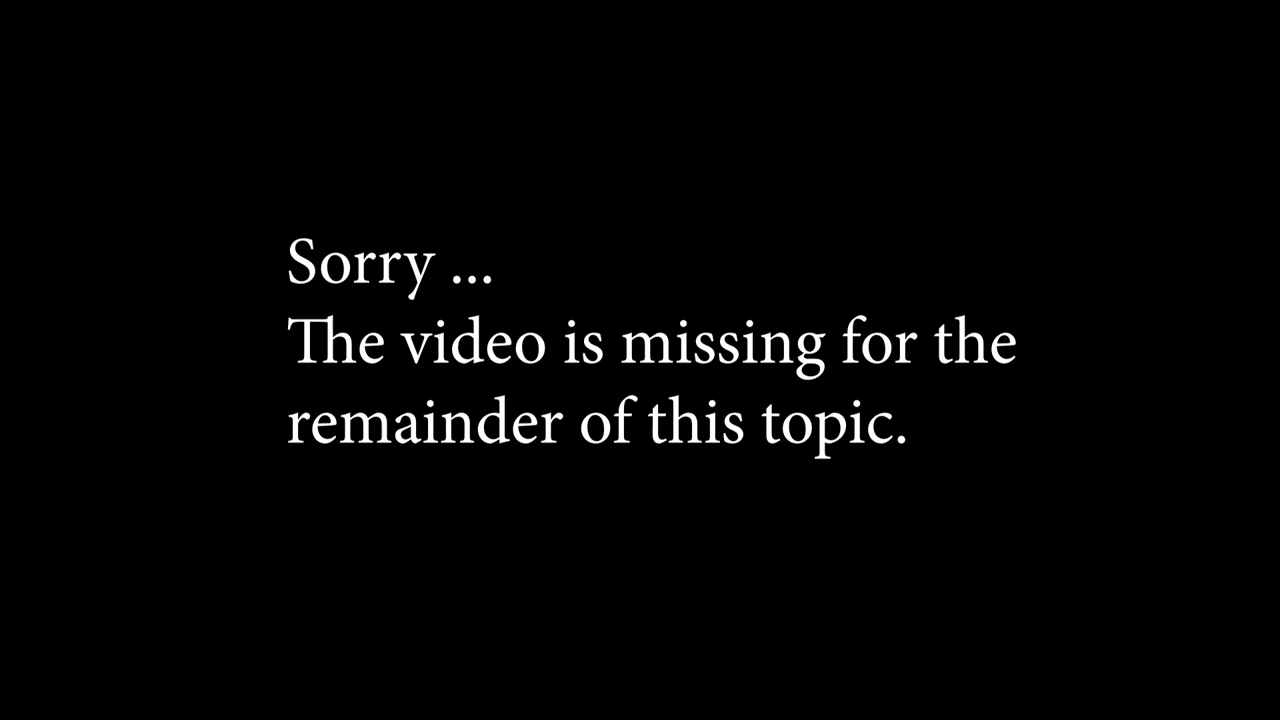 Sorry ...
The video is missing for the
remainder of this topic.